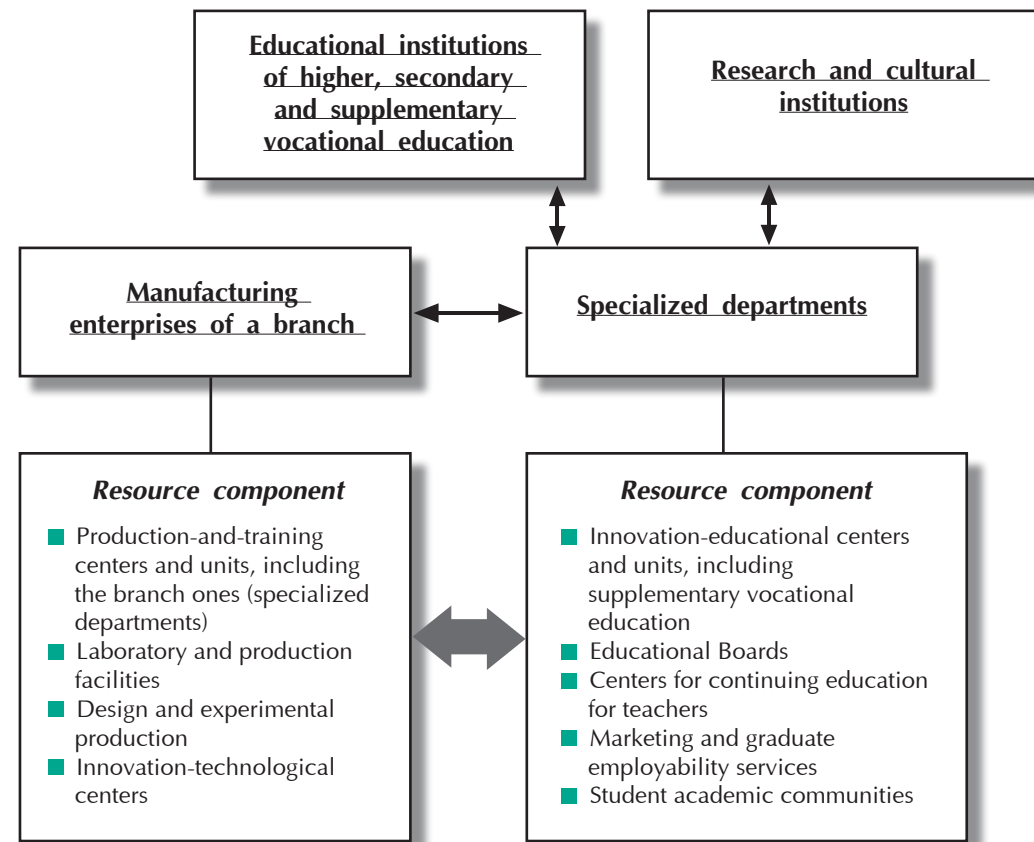 Educational institutions
of higher, secondary
and supplementary
vocational education
Research and cultural
institutions
Manufacturing
enterprises of a branch
Specialized departments
Resource component
Production-and-training
centers and units, including
the branch ones (specialized
departments)
Laboratory and production
facilities
Design and experimental
production
Innovation-technological
centers
Resource component
Innovation-educational centers
and units, including
supplementary vocational
education
Educational Boards
Centers for continuing education
for teachers
Marketing and graduate
employability services
Student academic communities